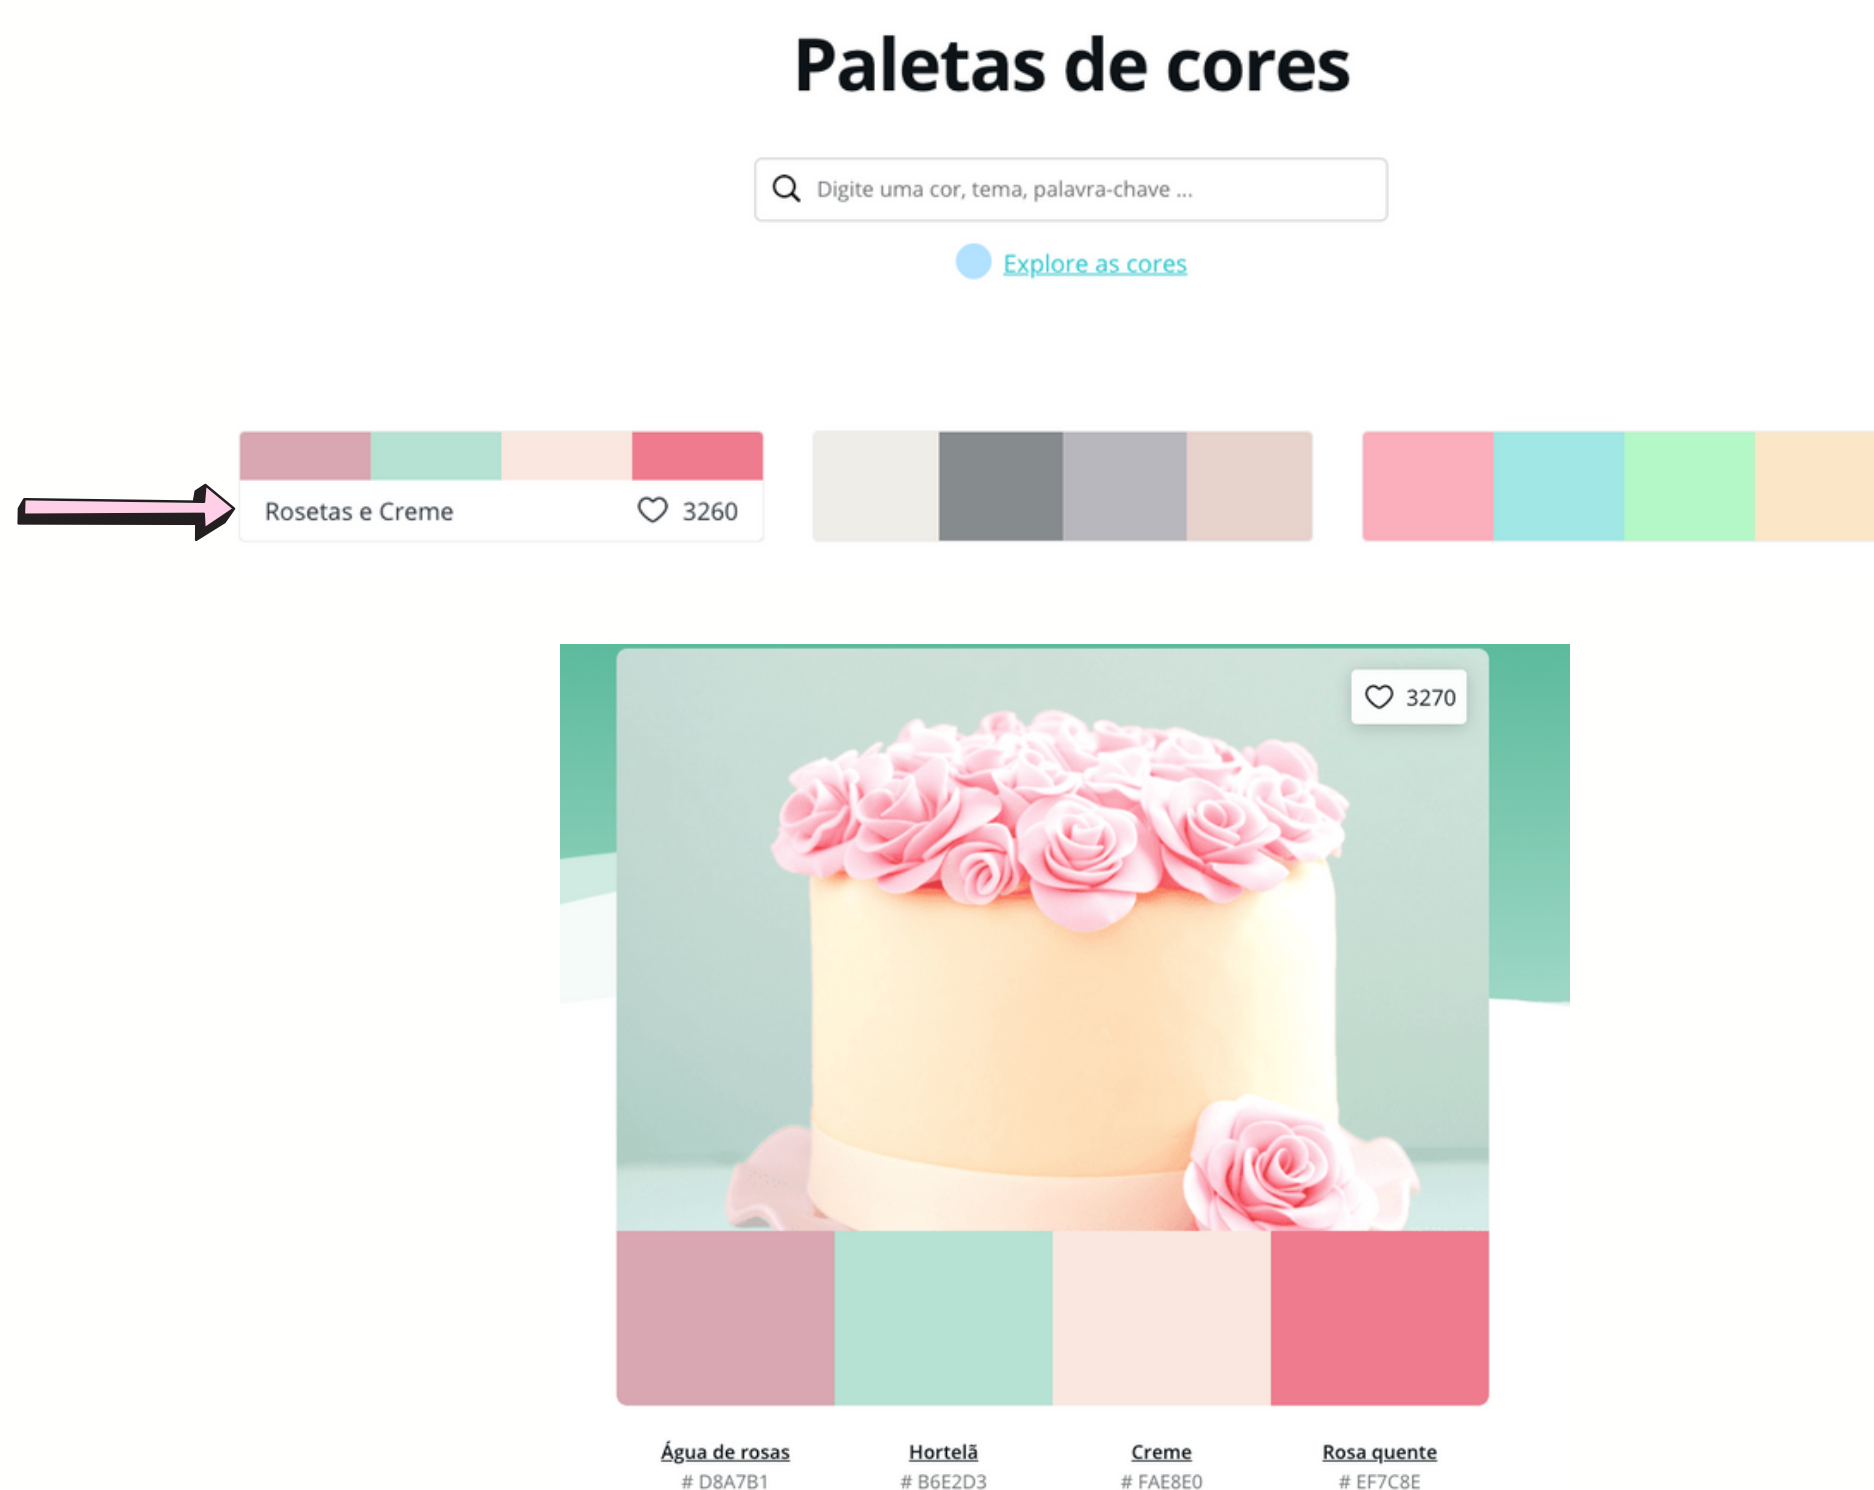 Paletas de cores
Digite uma cor, tema, palavra-chave ...
Explore as cores
Rosetas e Creme 3260
3270
Água de rosas Hortelã Creme Rosa quente
# D8A7B1 # B6E2D3 # FAE8E0 # EF7C8E